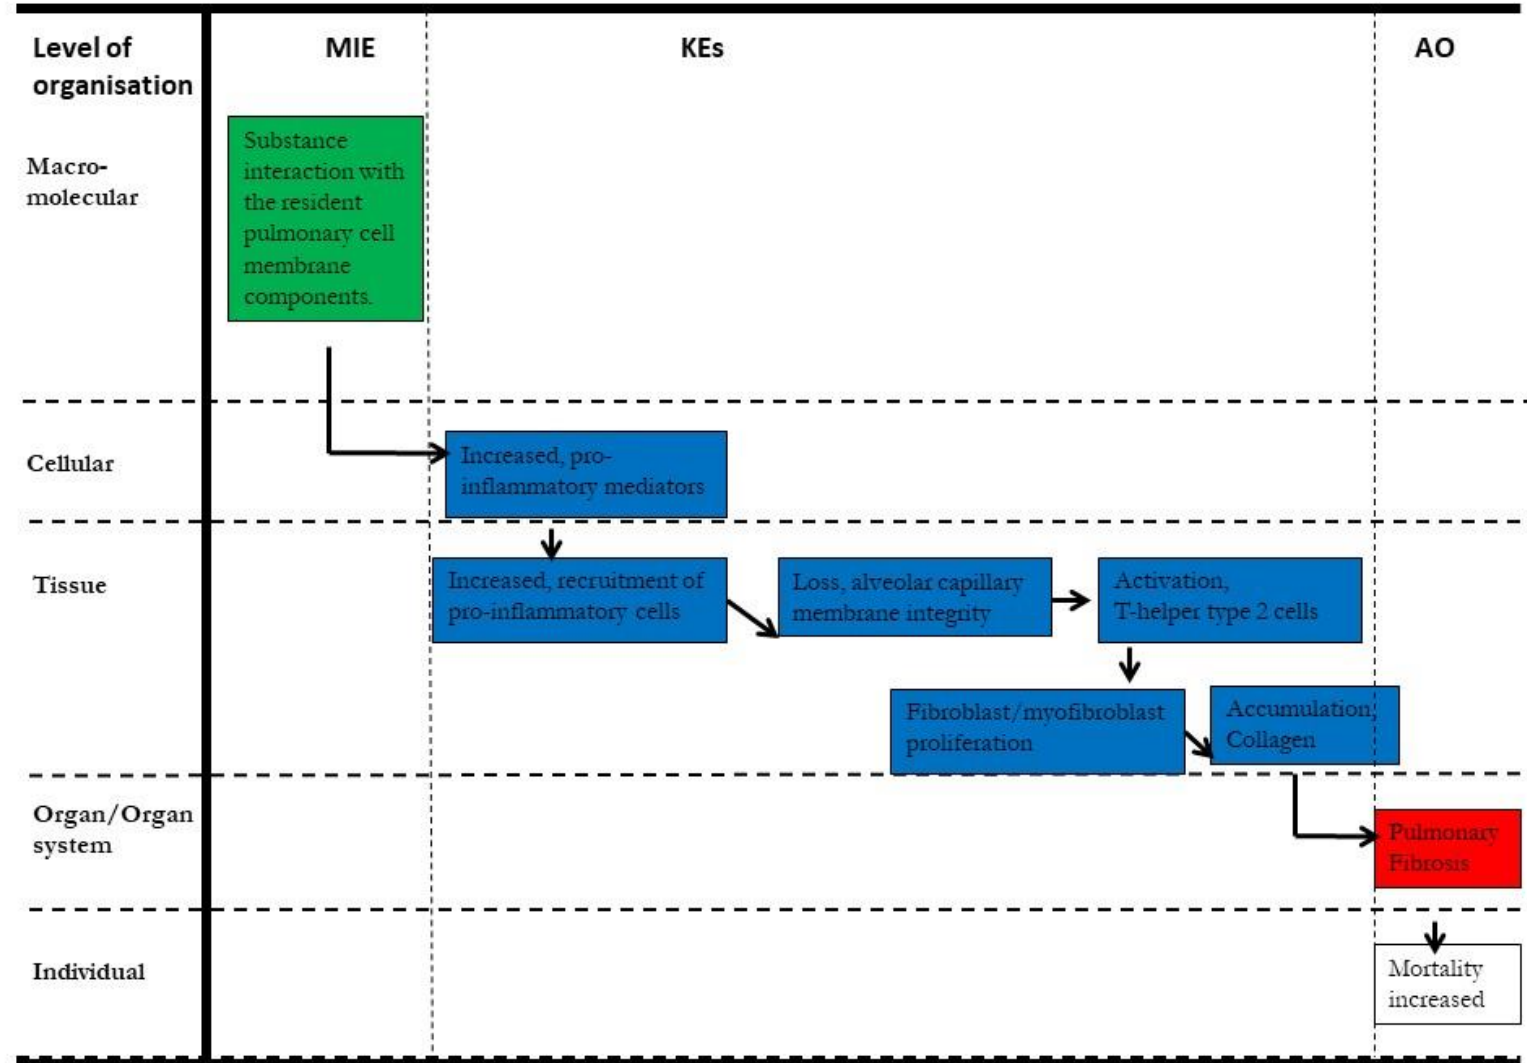 Level of
organisation
MIE
KEs
AO
Macro-
molecular
Substance
interaction with
the resident
pulmonary cell
membrane
components.
Cellular
Increased, pro-
inflammatory mediators
Tissue
Increased, recruitment of
pro-inflammatory cells
Loss, alveolar capillary
membrane integrity
Activation,
T-helper type 2 cells
Fibroblast/myofibroblast
proliferation
Accumulation,
Collagen
Organ/Organ
system
Pulmonary
Fibrosis
Individual
Mortality
increased